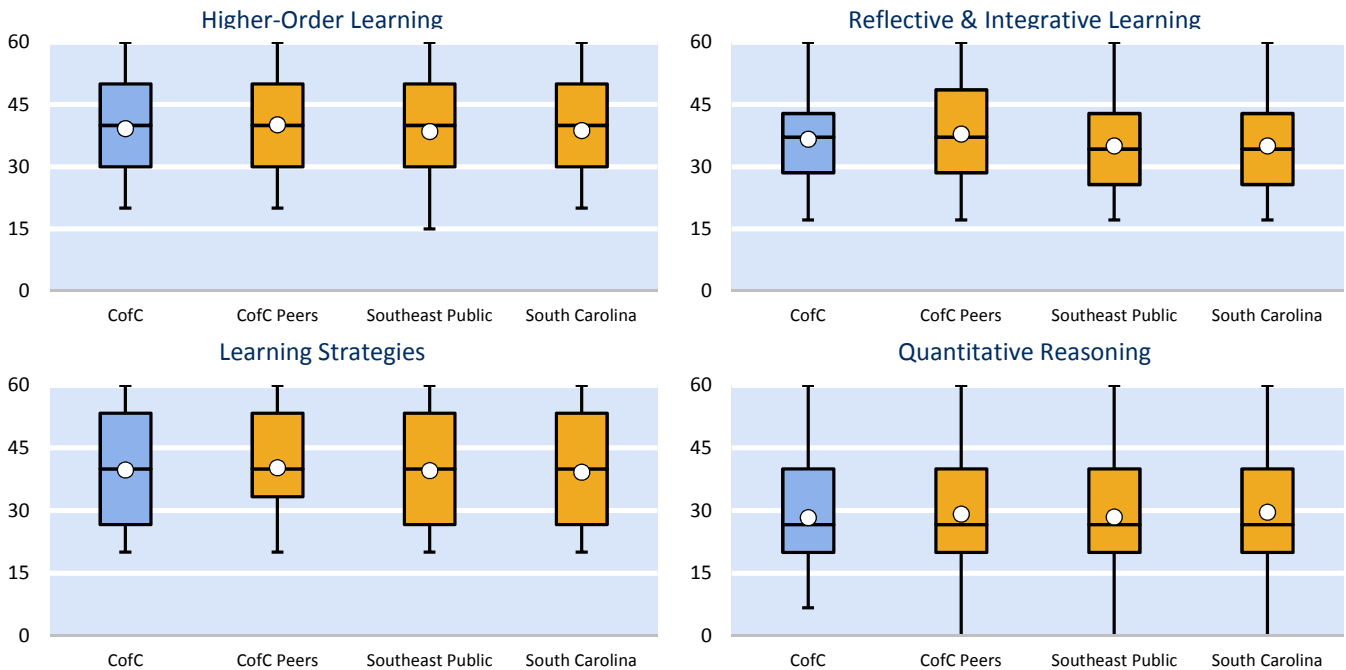 Higher-Order Learning
60
45
30
15
0
CofC CofC Peers Southeast Public South Carolina
Reflective & Integrative Learning
60
45
30
15
0
CofC CofC Peers Southeast Public South Carolina
Learning Strategies
60
45
30
15
0
CofC CofC Peers Southeast Public South Carolina
Quantitative Reasoning
60
45
30
15
0
CofC CofC Peers Southeast Public South Carolina